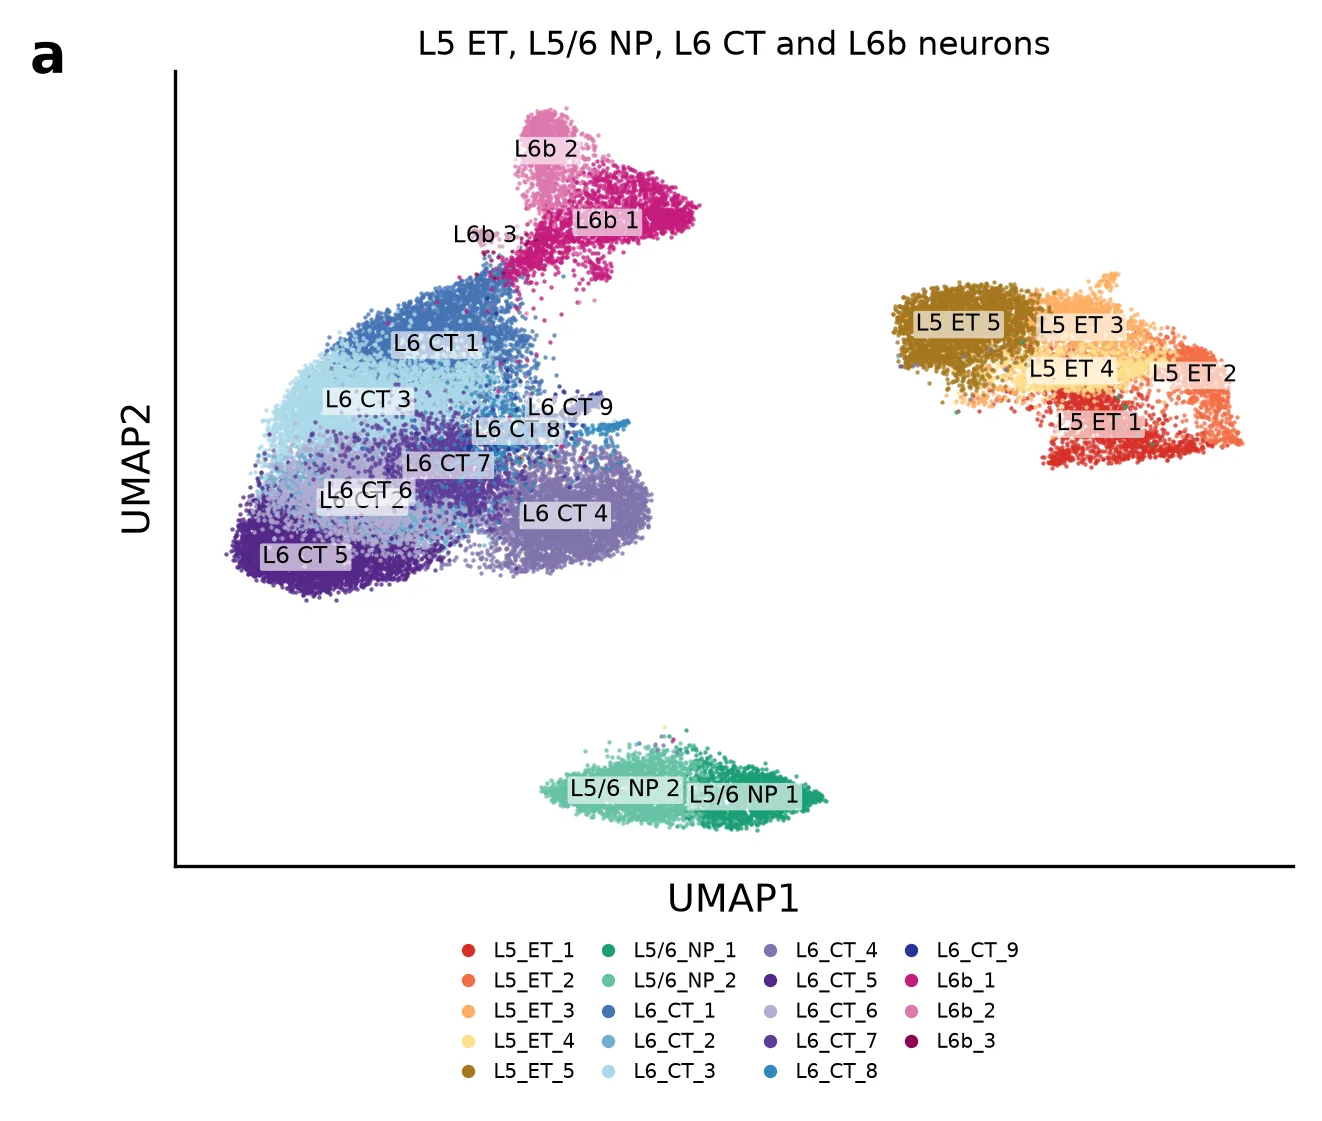 a
L5 ET, L5/6 NP, L6 CT and L6b neurons
L6b 2
L6b 1
L6b 3
L5 ET 5
L5 ET 3
L6 CT 1
L5 ET 4
L5 ET 2
L6 CT 3
L6 CT 9
L5 ET 1
L6 CT 8
L6 CT 7
L6 CT 6
L6 CT 2
L6 CT 4
L6 CT 5
L5/6 NP 2
L5/6 NP 1
UMAP2
UMAP1
L5_ET_1 L5/6_NP_1 L6_CT_4 L6_CT_9
L5_ET_2 L5/6_NP_2 L6_CT_5 L6b_1
L5_ET_3 L6_CT_1 L6_CT_6 L6b_2
L5_ET_4 L6_CT_2 L6_CT_7 L6b_3
L5_ET_5 L6_CT_3 L6_CT_8